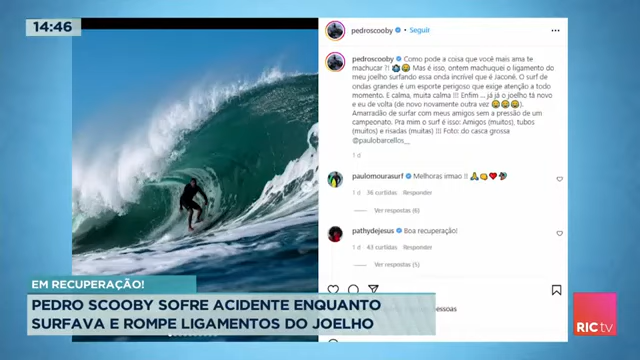 14:46
pedroscooby • Seguir
pedroscooby Como pode a coisa que você mais ama te
machucar ?! Mas é isso, ontem machuquei o ligamento do
meu joelho surfando essa onda incrível que é Jaconé. O surf de
ondas grandes é um esporte perigoso que exige atenção a todo
momento. E calma, muita calma !!! Enfim ... já já o joelho tá novo
e eu de volta (de novo novamente outra vez).
Amarradão de surfar com meus amigos sem a pressão de um
campeonato. Pra mim o surf é isso: Amigos (muitos), tubos
(muitos) e risadas (muitas) !!! Foto: do casca grossa
@paulobarcellos__
1 d
paulomourasurf Melhoras irmao !!
1 d 36 curtidas Responder
Ver respostas (6)
pathydejesus Boa recuperação!
1 d 43 curtidas Responder
Ver respostas (5)
essoas
EM RECUPERAÇÃO!
PEDRO SCOOBY SOFRE ACIDENTE ENQUANTO
SURFAVA E ROMPE LIGAMENTOS DO JOELHO
RIC tv